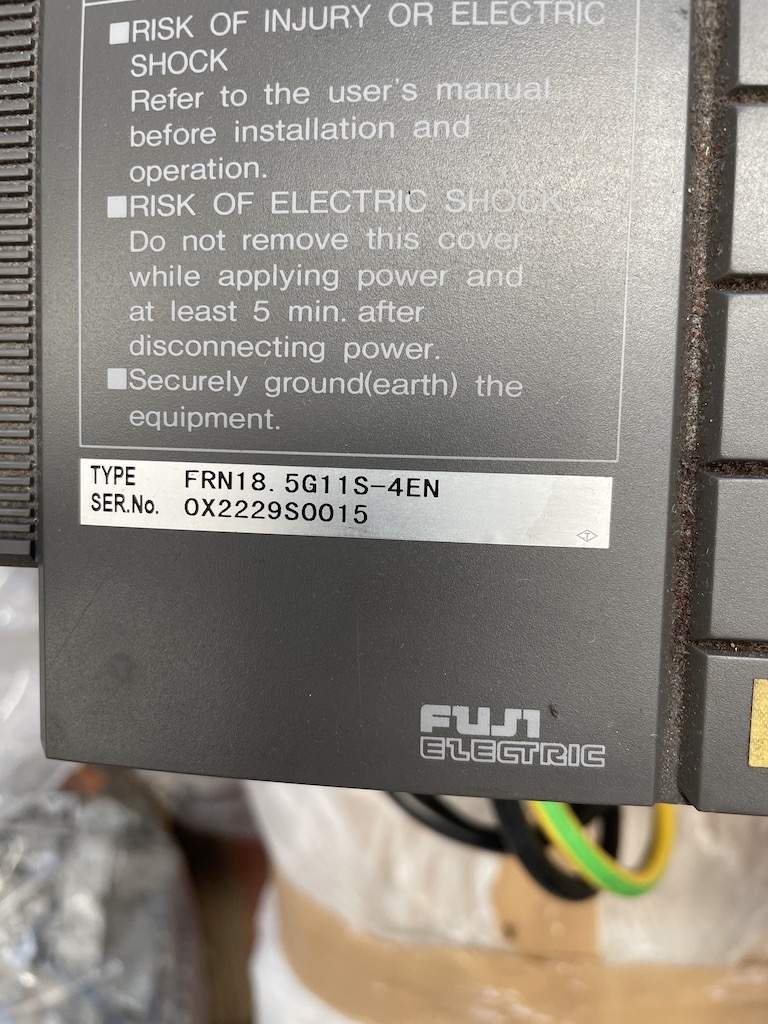 ■RISK OF INJURY OR ELECTRIC
SHOCK
Refer to the user's manual
before installation and
operation.
■RISK OF ELECTRIC SHOCK
Do not remove this cover
while applying power and
at least 5 min. after
disconnecting power.
■Securely ground(earth) the
equipment.
TYPE FRN18.5G11S-4EN
SER.No. 0X2229S0015
T
FUJI
ELECTRIC